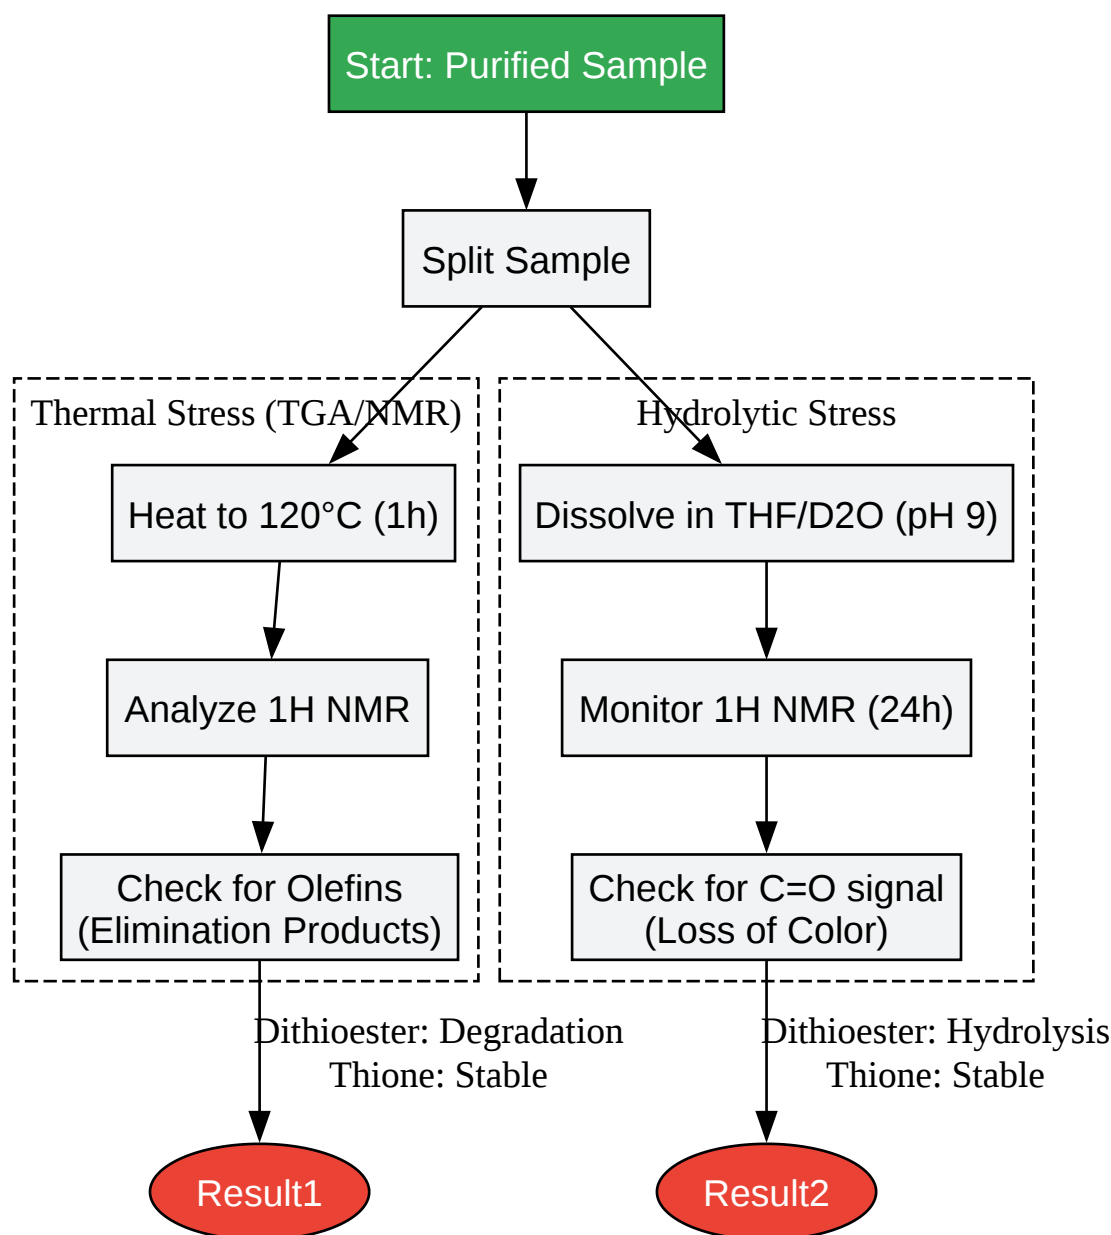 Start: Purified Sample
Split Sample
Thermal Stress (TGA/NMR)
Heat to 120°C (1h)
Analyze 1H NMR
Check for Olefins
(Elimination Products)
Dithioester: Degradation
Thione: Stable
Result1
Hydrolytic Stress
Dissolve in THF/D2O (pH 9)
Monitor 1H NMR (24h)
Check for C=O signal
(Loss of Color)
Dithioester: Hydrolysis
Thione: Stable
Result2